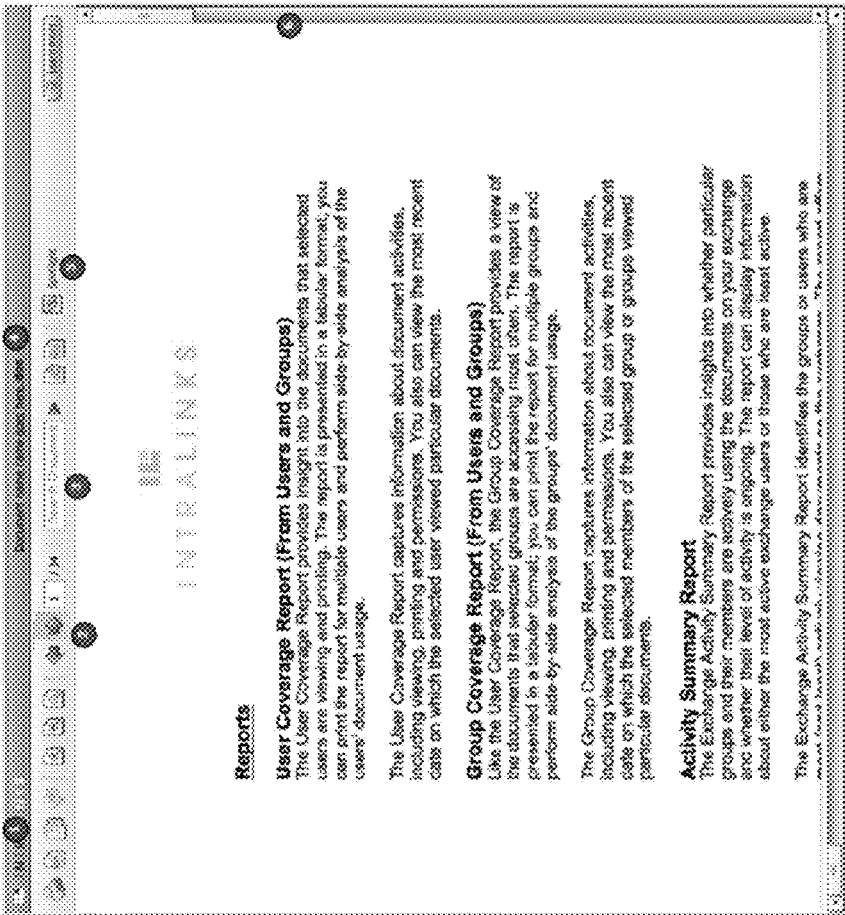 INTRALINKS
Reports
User Coverage Report (From Users and Groups)
The User Coverage Report provides insight into the documents that selected
users are viewing and printing. The report is presented in a tabular format; you
can print the report for multiple users and perform side-by-side analysis of the
users' document usage.
The User Coverage Report captures information about document activities,
including viewing, printing and permissions. You also can view the most recent
date on which the selected user viewed particular documents.
Group Coverage Report (From Users and Groups)
Like the User Coverage Report, the Group Coverage Report provides a view of
the documents that selected groups are accessing most often. The report is
presented in a tabular format; you can print the report for multiple groups and
perform side-by-side analysis of the groups' document usage.
The Group Coverage Report captures information about document activities,
including viewing, printing and permissions. You also can view the most recent
date on which the selected members of the selected group or groups viewed
particular documents.
Activity Summary Report
The Exchange Activity Summary Report provides insights into whether particular
groups and their members are actively using the documents on your exchange
and whether their level of activity is ongoing. The report can display information
about either the most active exchange users or those who are least active.
The Exchange Activity Summary Report identifies the groups or users who are